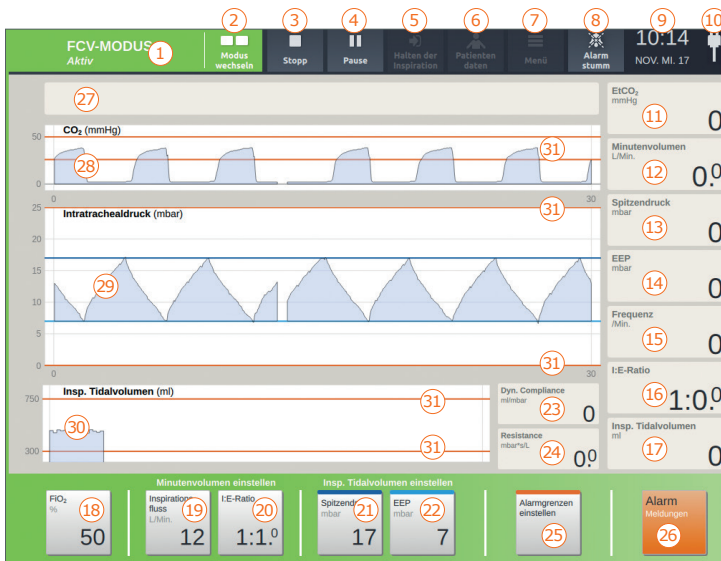 FCV-MODUS
Aktiv
1
2
Modus
wechseln
3
Stopp
4
Pause
5
Halten der
Inspiration
6
Patienten
daten
7
Menü
8
Alarm
stumm
9
10:14
NOV. MI. 17
10
27
CO₂ (mmHg)
50
0
28
31
0
30
Intratrachealdruck (mbar)
25
20
15
10
5
0
29
31
31
0
30
Insp. Tidalvolumen (ml)
750
300
30
31
31
EtCO₂
mmHg
11
0
Minutenvolumen
L/Min.
12
0.0
Spitzendruck
mbar
13
0
EEP
mbar
14
0
Frequenz
/Min.
15
0
I:E-Ratio
16
1:0.0
Insp. Tidalvolumen
ml
17
0
Dyn. Compliance
ml/mbar
23
0
Resistance
mbar*s/L
24
0.0
Minutenvolumen einstellen
Insp. Tidalvolumen einstellen
FiO₂
%
18
50
Inspirations
fluss
L/Min.
19
12
I:E-Ratio
20
1:1.0
Spitzendruck
mbar
21
17
EEP
mbar
22
7
Alarmgrenzen
einstellen
25
Alarm
Meldungen
26